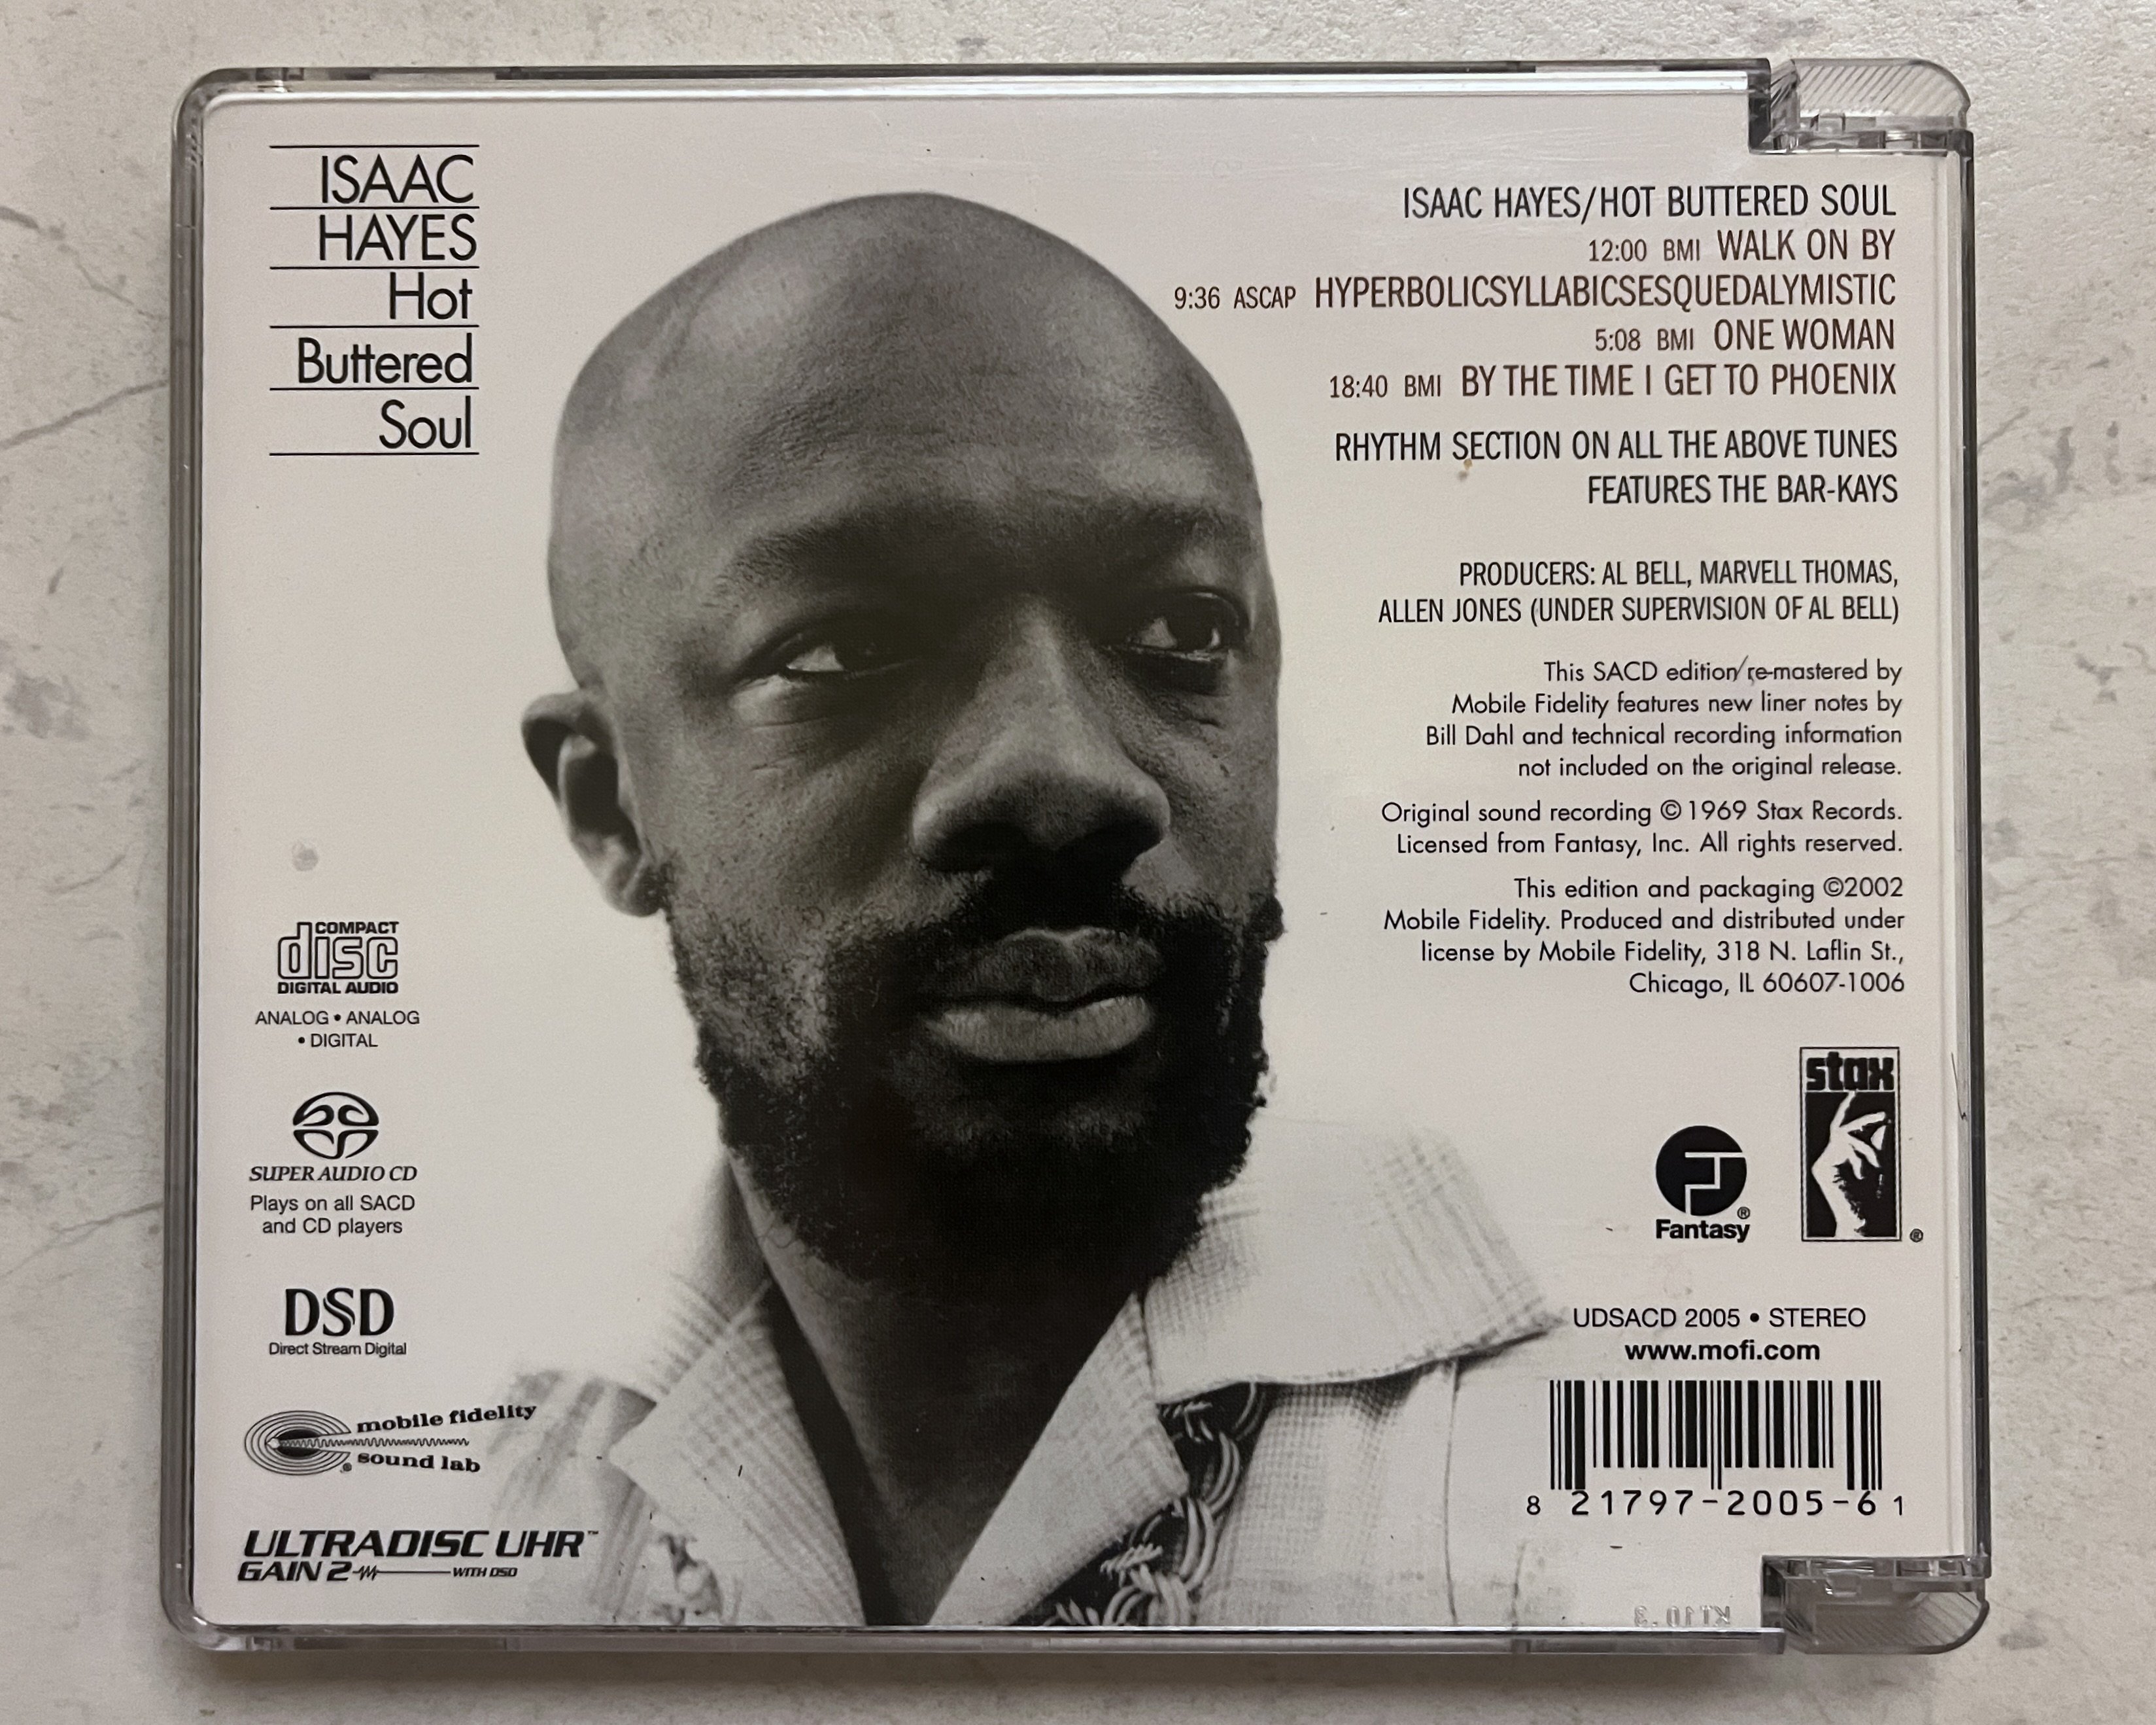 ISAAC
HAYES
Hot
Buttered
Soul
ISAAC HAYES/HOT BUTTERED SOUL
12:00 BMI WALK ON BY
9:36 ASCAP HYPERBOLICSYLLABICSESQUEDALYMISTIC
5:08 BMI ONE WOMAN
18:40 BMI BY THE TIME I GET TO PHOENIX
RHYTHM SECTION ON ALL THE ABOVE TUNES
FEATURES THE BAR-KAYS
PRODUCERS: AL BELL, MARVELL THOMAS,
ALLEN JONES (UNDER SUPERVISION OF AL BELL)
This SACD edition re-mastered by
Mobile Fidelity features new liner notes by
Bill Dahl and technical recording information
not included on the original release.
Original sound recording ©1969 Stax Records.
Licensed from Fantasy, Inc. All rights reserved.
This edition and packaging ©2002
Mobile Fidelity. Produced and distributed under
license by Mobile Fidelity, 318 N. Laflin St.,
Chicago, IL 60607-1006
COMPACT
disc
DIGITAL AUDIO
ANALOG • ANALOG
• DIGITAL
SUPER AUDIO CD
Plays on all SACD
and CD players
DSD
Direct Stream Digital
mobile fidelity
sound lab
®
ULTRADISC UHR™
GAIN 2 WITH DSD
stax
®
Fantasy
®
UDSACD 2005 • STEREO
www.mofi.com
8 21797-2005-6 1